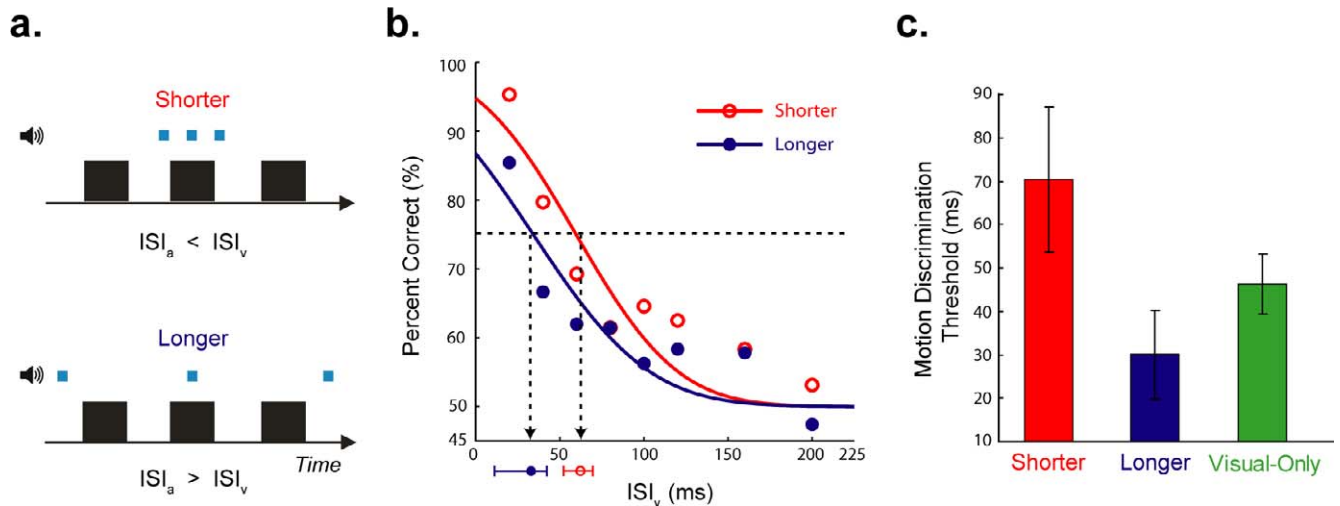 a.
Shorter
ISIa < ISIv
Longer
Time
ISIa > ISIv
b.
Percent Correct (%)
100
90
80
70
60
50
45
Shorter
Longer
0
50
100
150
200
225
ISIv (ms)
c.
Motion Discrimination
Threshold (ms)
90
80
70
60
50
40
30
20
10
Shorter
Longer
Visual-Only